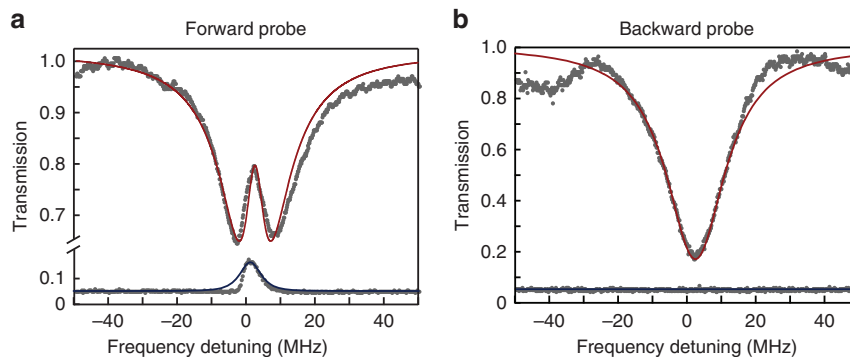 a Forward probe
1.0
0.9
0.8
0.7
0.1
0
Transmission
−40 −20 0 20 40
Frequency detuning (MHz)
b Backward probe
1.0
0.8
0.6
0.4
0.2
0
Transmission
−40 −20 0 20 40
Frequency detuning (MHz)